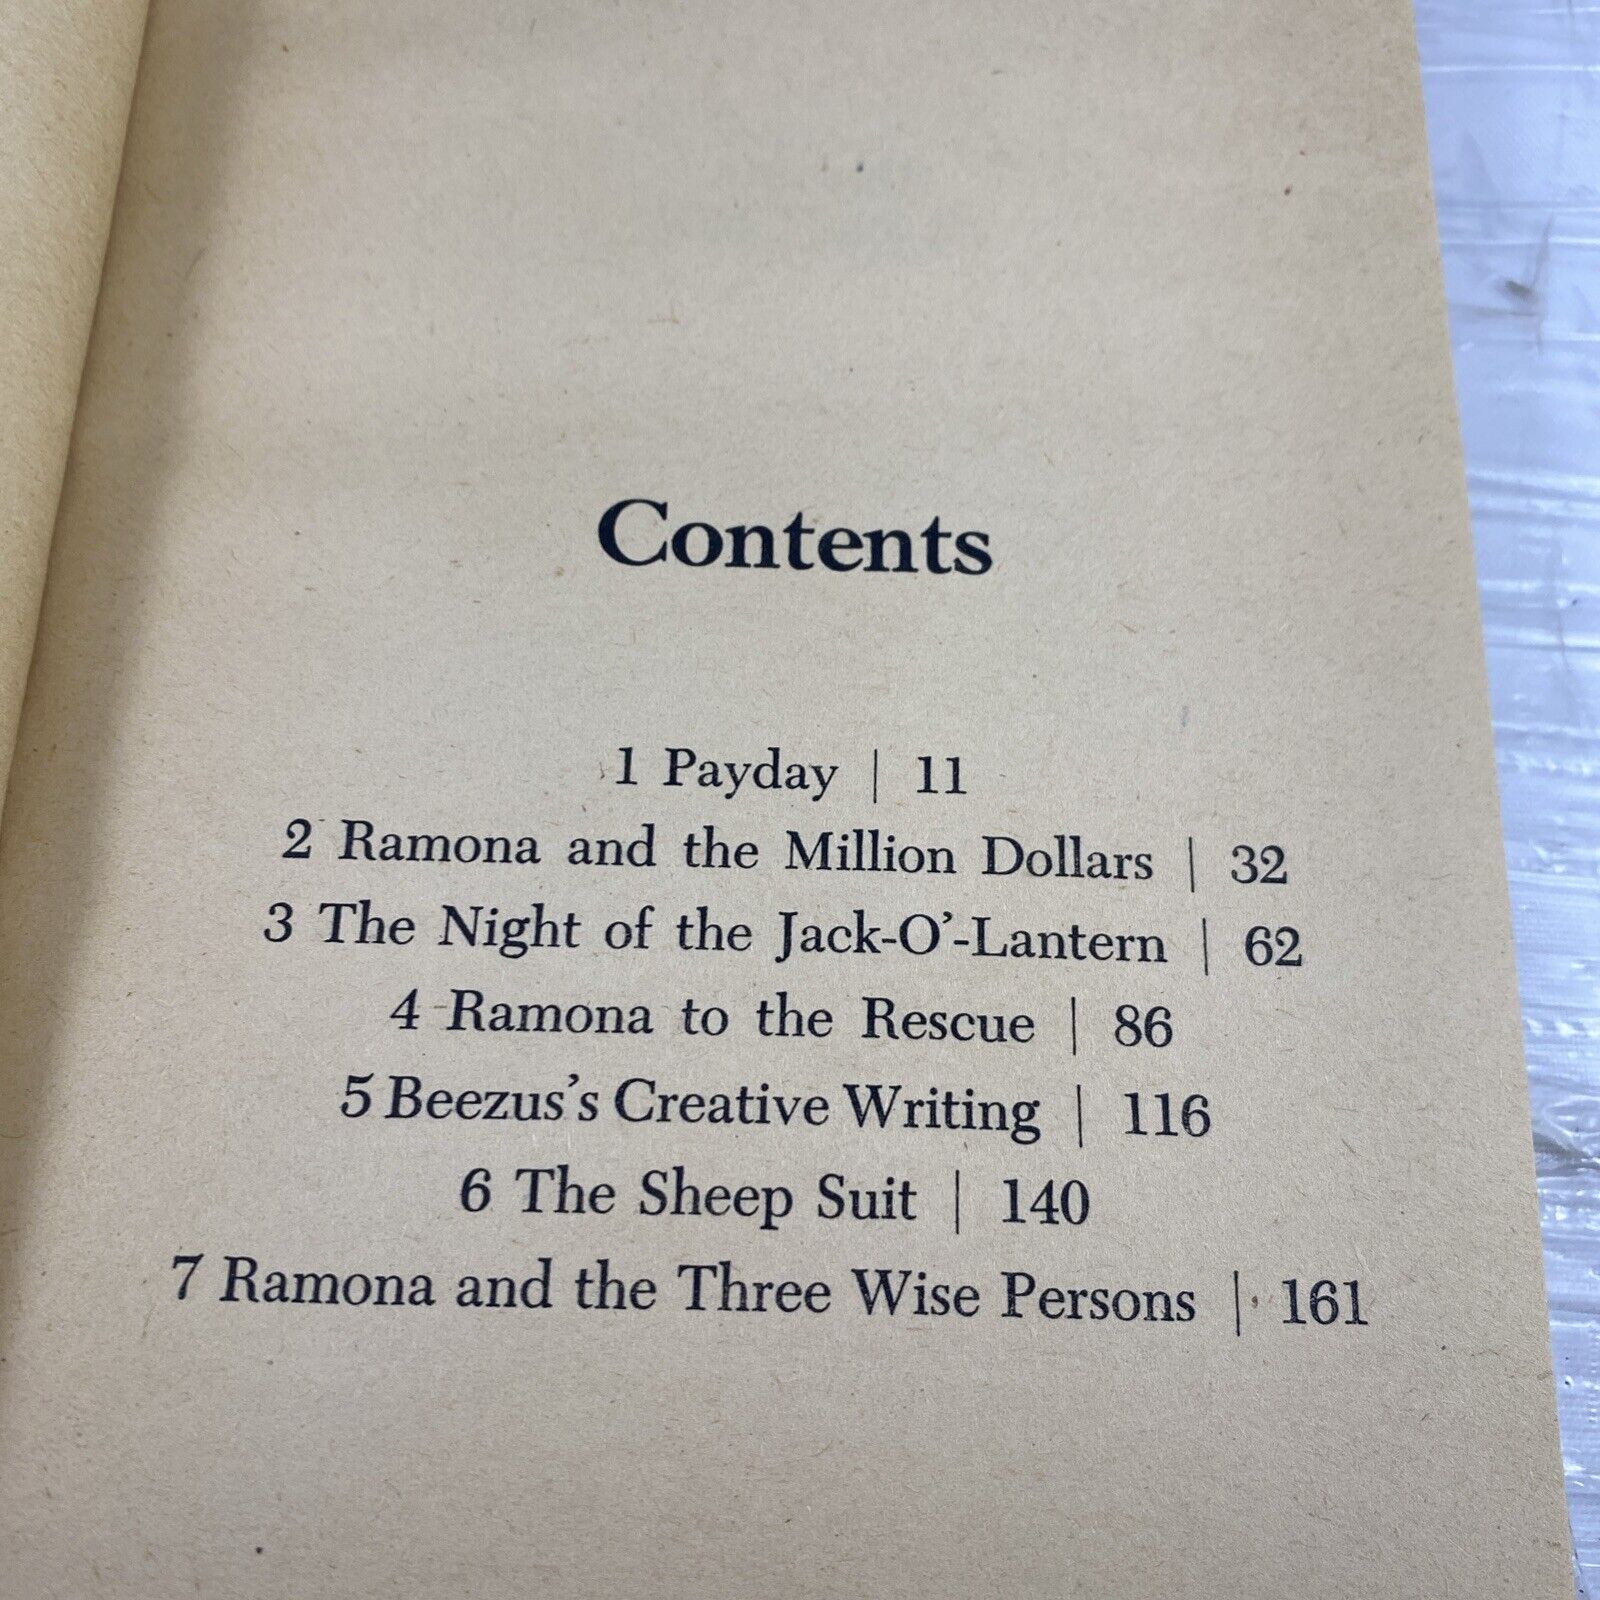 Contents
1 Payday | 11
2 Ramona and the Million Dollars | 32
3 The Night of the Jack-O'-Lantern | 62
4 Ramona to the Rescue | 86
5 Beezus's Creative Writing | 116
6 The Sheep Suit | 140
7 Ramona and the Three Wise Persons | 161